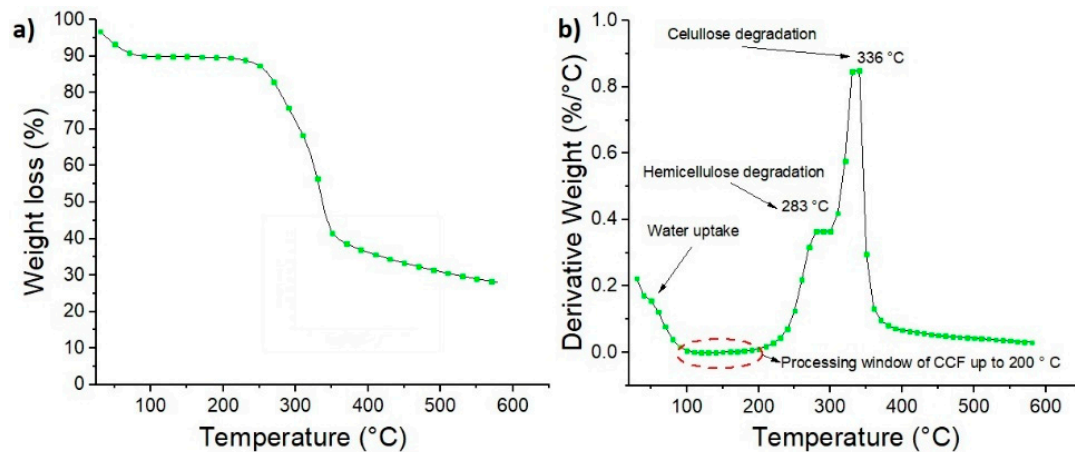 a)
100
90
80
70
60
50
40
30
20
10
0
Weight loss (%)
100 200 300 400 500 600
Temperature (°C)
b)
1.0
0.8
0.6
0.4
0.2
0.0
Derivative Weight (%/°C)
Celullose degradation
336 °C
Hemicellulose degradation
283 °C
Water uptake
Processing window of CCF up to 200 ° C
100 200 300 400 500 600
Temperature (°C)